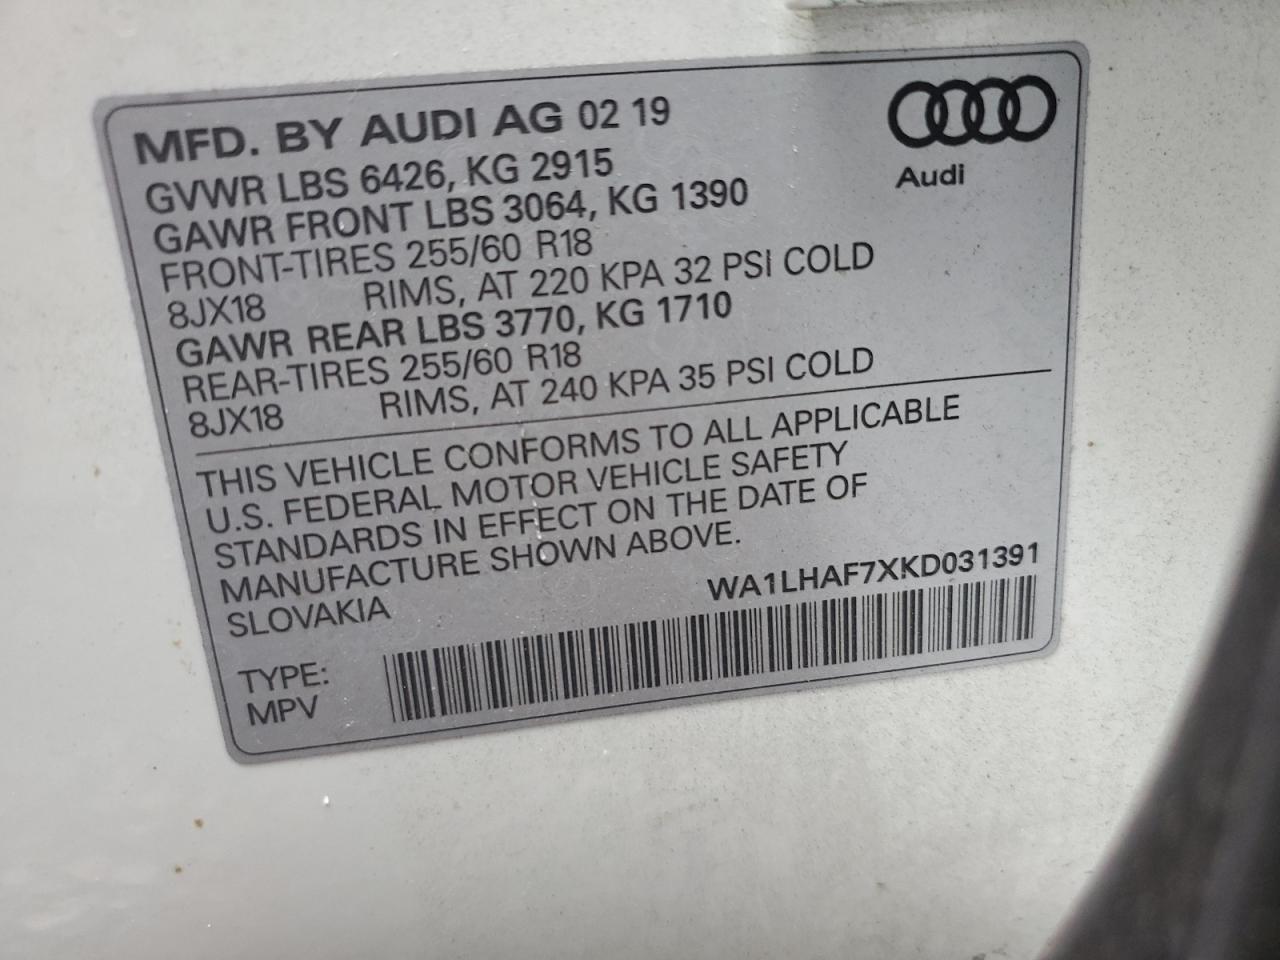 MFD. BY AUDI AG 02 19
Audi
GVWR LBS 6426, KG 2915
GAWR FRONT LBS 3064, KG 1390
FRONT-TIRES 255/60 R18
8JX18 RIMS, AT 220 KPA 32 PSI COLD
GAWR REAR LBS 3770, KG 1710
REAR-TIRES 255/60 R18
8JX18 RIMS, AT 240 KPA 35 PSI COLD
THIS VEHICLE CONFORMS TO ALL APPLICABLE
U.S. FEDERAL MOTOR VEHICLE SAFETY
STANDARDS IN EFFECT ON THE DATE OF
MANUFACTURE SHOWN ABOVE.
SLOVAKIA WA1LHAF7XKD031391
TYPE:
MPV